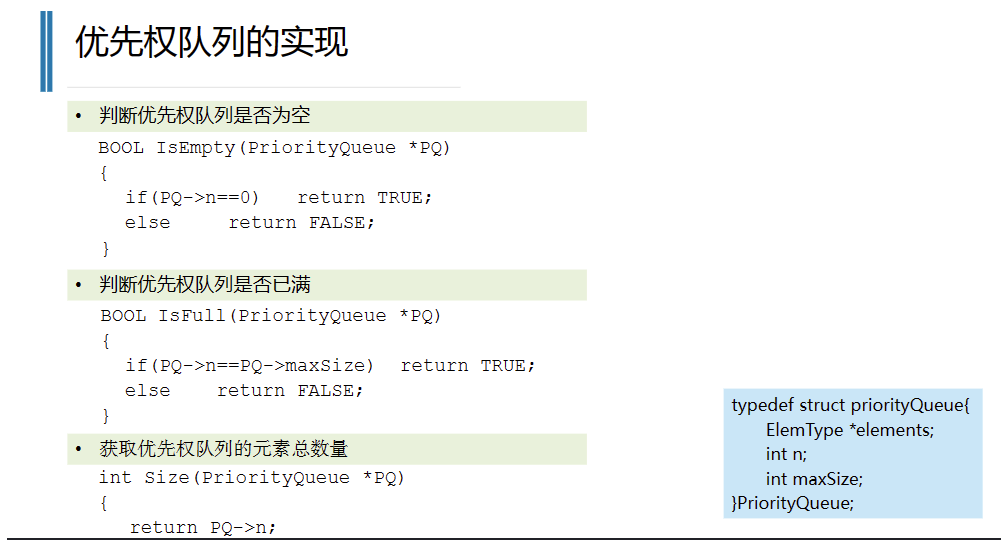 优先权队列的实现
• 判断优先权队列是否为空
BOOL IsEmpty(PriorityQueue *PQ)
{
if(PQ->n==0) return TRUE;
else return FALSE;
}
• 判断优先权队列是否已满
BOOL IsFull(PriorityQueue *PQ)
{
if(PQ->n==PQ->maxSize) return TRUE;
else return FALSE;
}
• 获取优先权队列的元素总数量
int Size(PriorityQueue *PQ)
{
return PQ->n;
typedef struct priorityQueue{
ElemType *elements;
int n;
int maxSize;
}PriorityQueue;